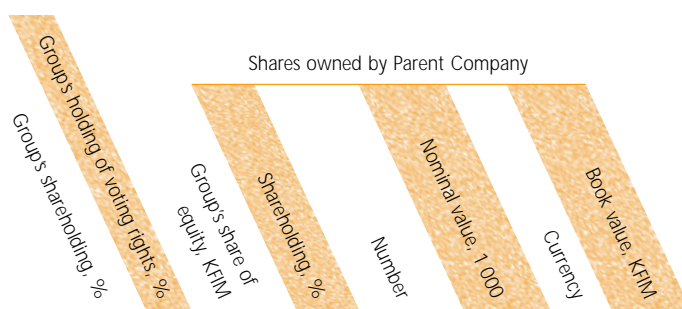 Shares owned by Parent Company
Group's shareholding, %
Group's holding of voting rights, %
Group's share of
equity, KFIM
Shareholding, %
Number
Nominal value, 1 000
Currency
Book value, KFIM